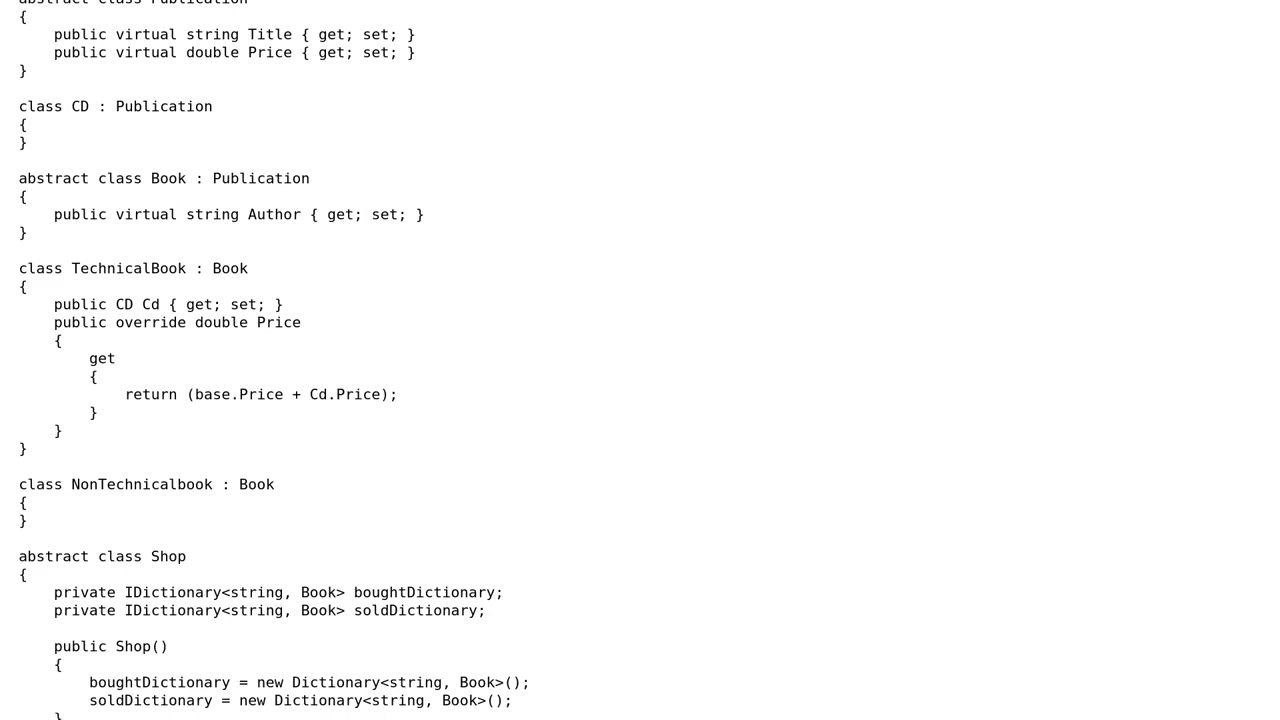 abstract class Publication
{
    public virtual string Title { get; set; }
    public virtual double Price { get; set; }
}

class CD : Publication
{
}

abstract class Book : Publication
{
    public virtual string Author { get; set; }
}

class TechnicalBook : Book
{
    public CD Cd { get; set; }
    public override double Price
    {
        get
        {
            return (base.Price + Cd.Price);
        }
    }
}

class NonTechnicalbook : Book
{
}

abstract class Shop
{
    private IDictionary<string, Book> boughtDictionary;
    private IDictionary<string, Book> soldDictionary;

    public Shop()
    {
        boughtDictionary = new Dictionary<string, Book>();
        soldDictionary = new Dictionary<string, Book>();
    }